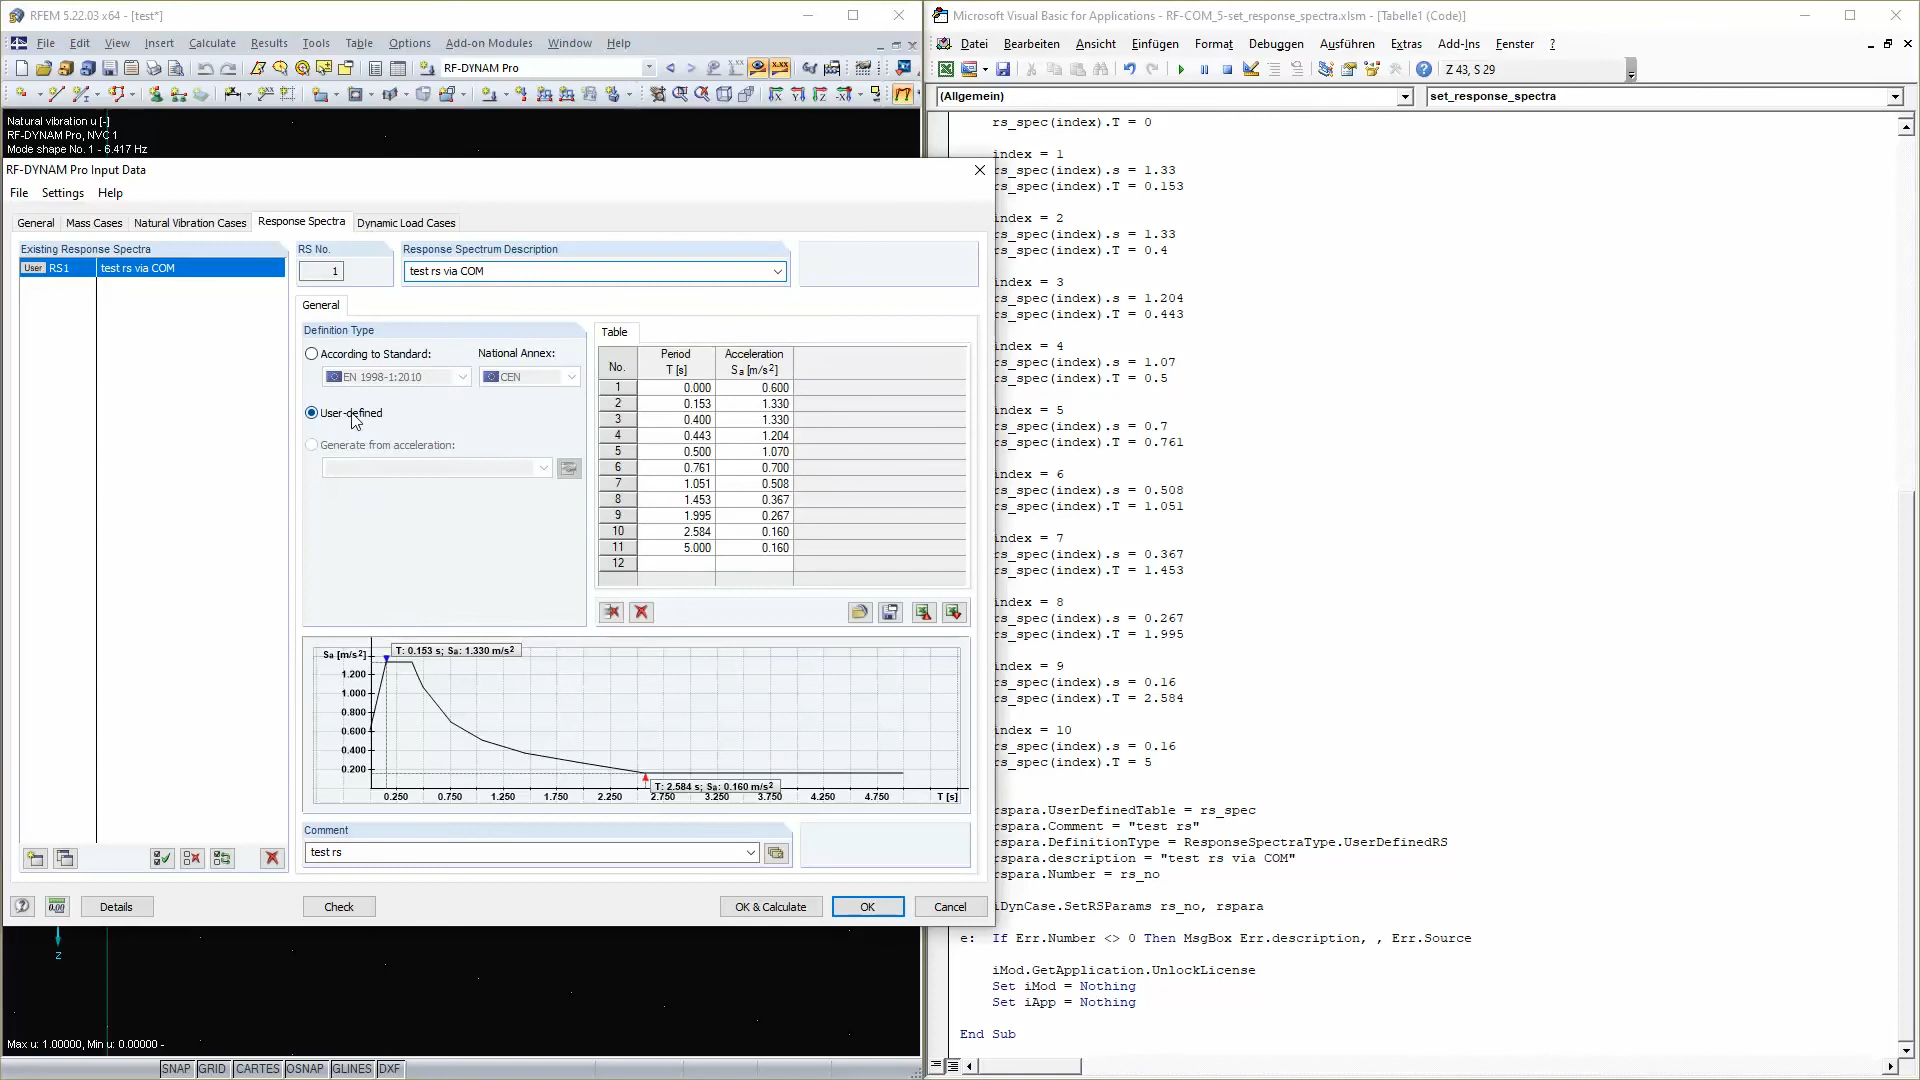 RFEM 5.22.03 x64 - [test*]
File Edit View Insert Calculate Results Tools Table Options Add-on Modules Window Help
RF-DYNAM Pro
Natural vibration u [-]
RF-DYNAM Pro, NVC 1
Mode shape No. 1 - 6.417 Hz
RF-DYNAM Pro Input Data
File Settings Help
General Mass Cases Natural Vibration Cases Response Spectra Dynamic Load Cases
Existing Response Spectra
User RS1 test rs via COM
RS No.
1
Response Spectrum Description
test rs via COM
General
Definition Type
According to Standard: National Annex:
EN 1998-1:2010 CEN
User-defined
Generate from acceleration:
Table
No. Period T [s] Acceleration Sa [m/s²]
1 0.000 0.600
2 0.153 1.330
3 0.400 1.330
4 0.443 1.204
5 0.500 1.070
6 0.761 0.700
7 1.051 0.508
8 1.453 0.367
9 1.995 0.267
10 2.584 0.160
11 5.000 0.160
12
Sa [m/s²]
T: 0.153 s; Sa: 1.330 m/s²
1.200
1.000
0.800
0.600
0.400
0.200
T: 2.584 s; Sa: 0.160 m/s²
0.250 0.750 1.250 1.750 2.250 2.750 3.250 3.750 4.250 4.750 T [s]
Comment
test rs
Details Check OK & Calculate OK Cancel
Z
Max u: 1.00000, Min u: 0.00000 -
SNAP GRID CARTES OSNAP GLINES DXF
Microsoft Visual Basic for Applications - RF-COM_5-set_response_spectra.xlsm - [Tabelle1 (Code)]
Datei Bearbeiten Ansicht Einfügen Format Debuggen Ausführen Extras Add-Ins Fenster ?
Z 43, S 29
(Allgemein) set_response_spectra
rs_spec(index).T = 0
index = 1
rs_spec(index).s = 1.33
rs_spec(index).T = 0.153
index = 2
rs_spec(index).s = 1.33
rs_spec(index).T = 0.4
index = 3
rs_spec(index).s = 1.204
rs_spec(index).T = 0.443
index = 4
rs_spec(index).s = 1.07
rs_spec(index).T = 0.5
index = 5
rs_spec(index).s = 0.7
rs_spec(index).T = 0.761
index = 6
rs_spec(index).s = 0.508
rs_spec(index).T = 1.051
index = 7
rs_spec(index).s = 0.367
rs_spec(index).T = 1.453
index = 8
rs_spec(index).s = 0.267
rs_spec(index).T = 1.995
index = 9
rs_spec(index).s = 0.16
rs_spec(index).T = 2.584
index = 10
rs_spec(index).s = 0.16
rs_spec(index).T = 5
rspara.UserDefinedTable = rs_spec
rspara.Comment = "test rs"
rspara.DefinitionType = ResponseSpectraType.UserDefinedRS
rspara.description = "test rs via COM"
rspara.Number = rs_no
iDynCase.SetRSParams rs_no, rspara
e: If Err.Number <> 0 Then MsgBox Err.description, , Err.Source
iMod.GetApplication.UnlockLicense
Set iMod = Nothing
Set iApp = Nothing
End Sub